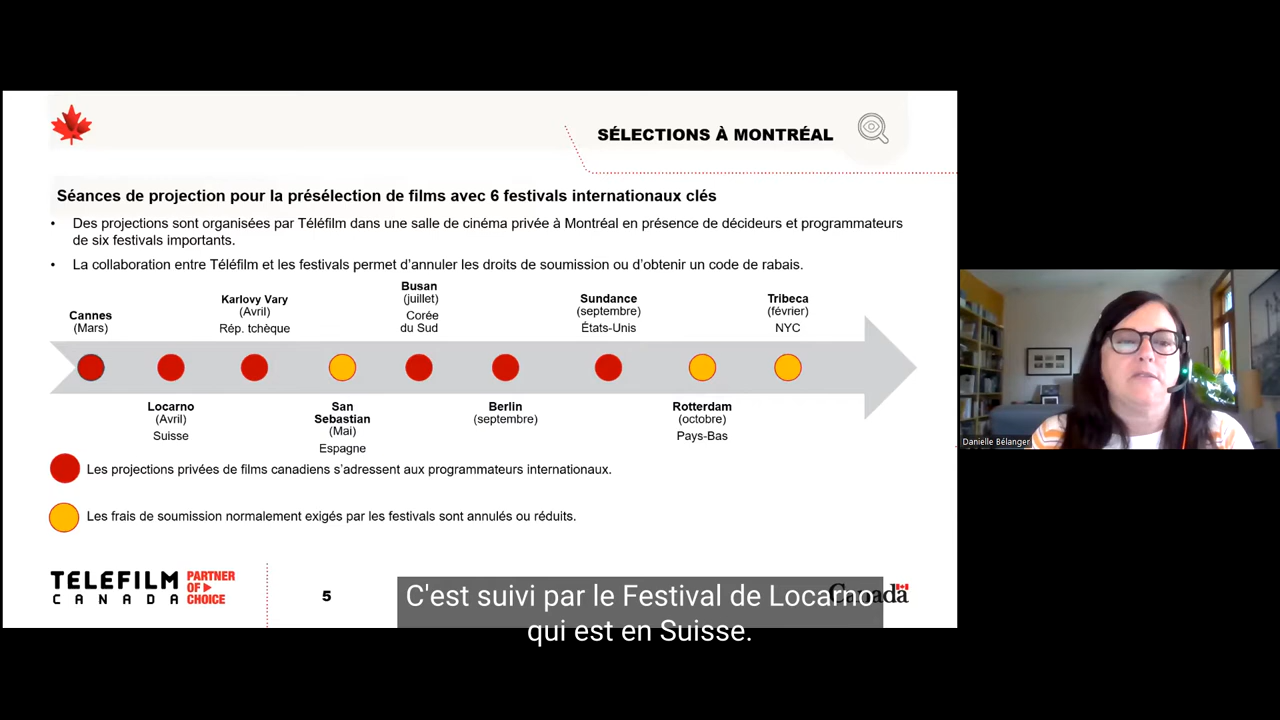 SÉLECTIONS À MONTRÉAL
Séances de projection pour la présélection de films avec 6 festivals internationaux clés
• Des projections sont organisées par Téléfilm dans une salle de cinéma privée à Montréal en présence de décideurs et programmateurs
de six festivals importants.
• La collaboration entre Téléfilm et les festivals permet d’annuler les droits de soumission ou d’obtenir un code de rabais.
Cannes
(Mars)
Karlovy Vary
(Avril)
Rép. tchèque
Busan
(juillet)
Corée
du Sud
Sundance
(septembre)
États-Unis
Tribeca
(février)
NYC
Locarno
(Avril)
Suisse
San
Sebastian
(Mai)
Espagne
Berlin
(septembre)
Rotterdam
(octobre)
Pays-Bas
Les projections privées de films canadiens s’adressent aux programmateurs internationaux.
Les frais de soumission normalement exigés par les festivals sont annulés ou réduits.
TELEFILM
CANADA
PARTNER
OF
CHOICE
5
Canada
C'est suivi par le Festival de Locarno
qui est en Suisse.
Danielle Bélanger